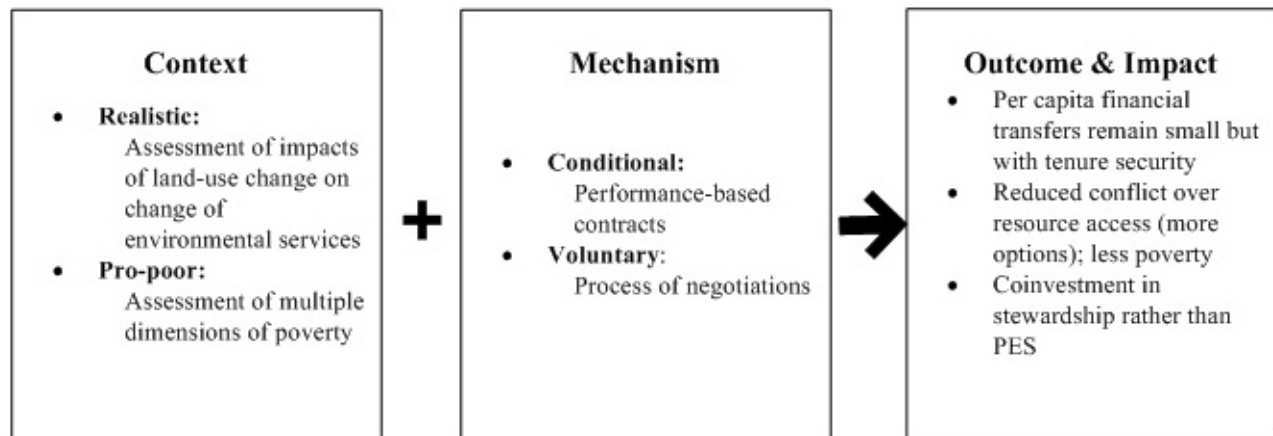 Context
• Realistic:
Assessment of impacts
of land-use change on
change of
environmental services
• Pro-poor:
Assessment of multiple
dimensions of poverty
+
Mechanism
• Conditional:
Performance-based
contracts
• Voluntary:
Process of negotiations
Outcome & Impact
• Per capita financial
transfers remain small but
with tenure security
• Reduced conflict over
resource access (more
options); less poverty
• Coinvestment in
stewardship rather than
PES